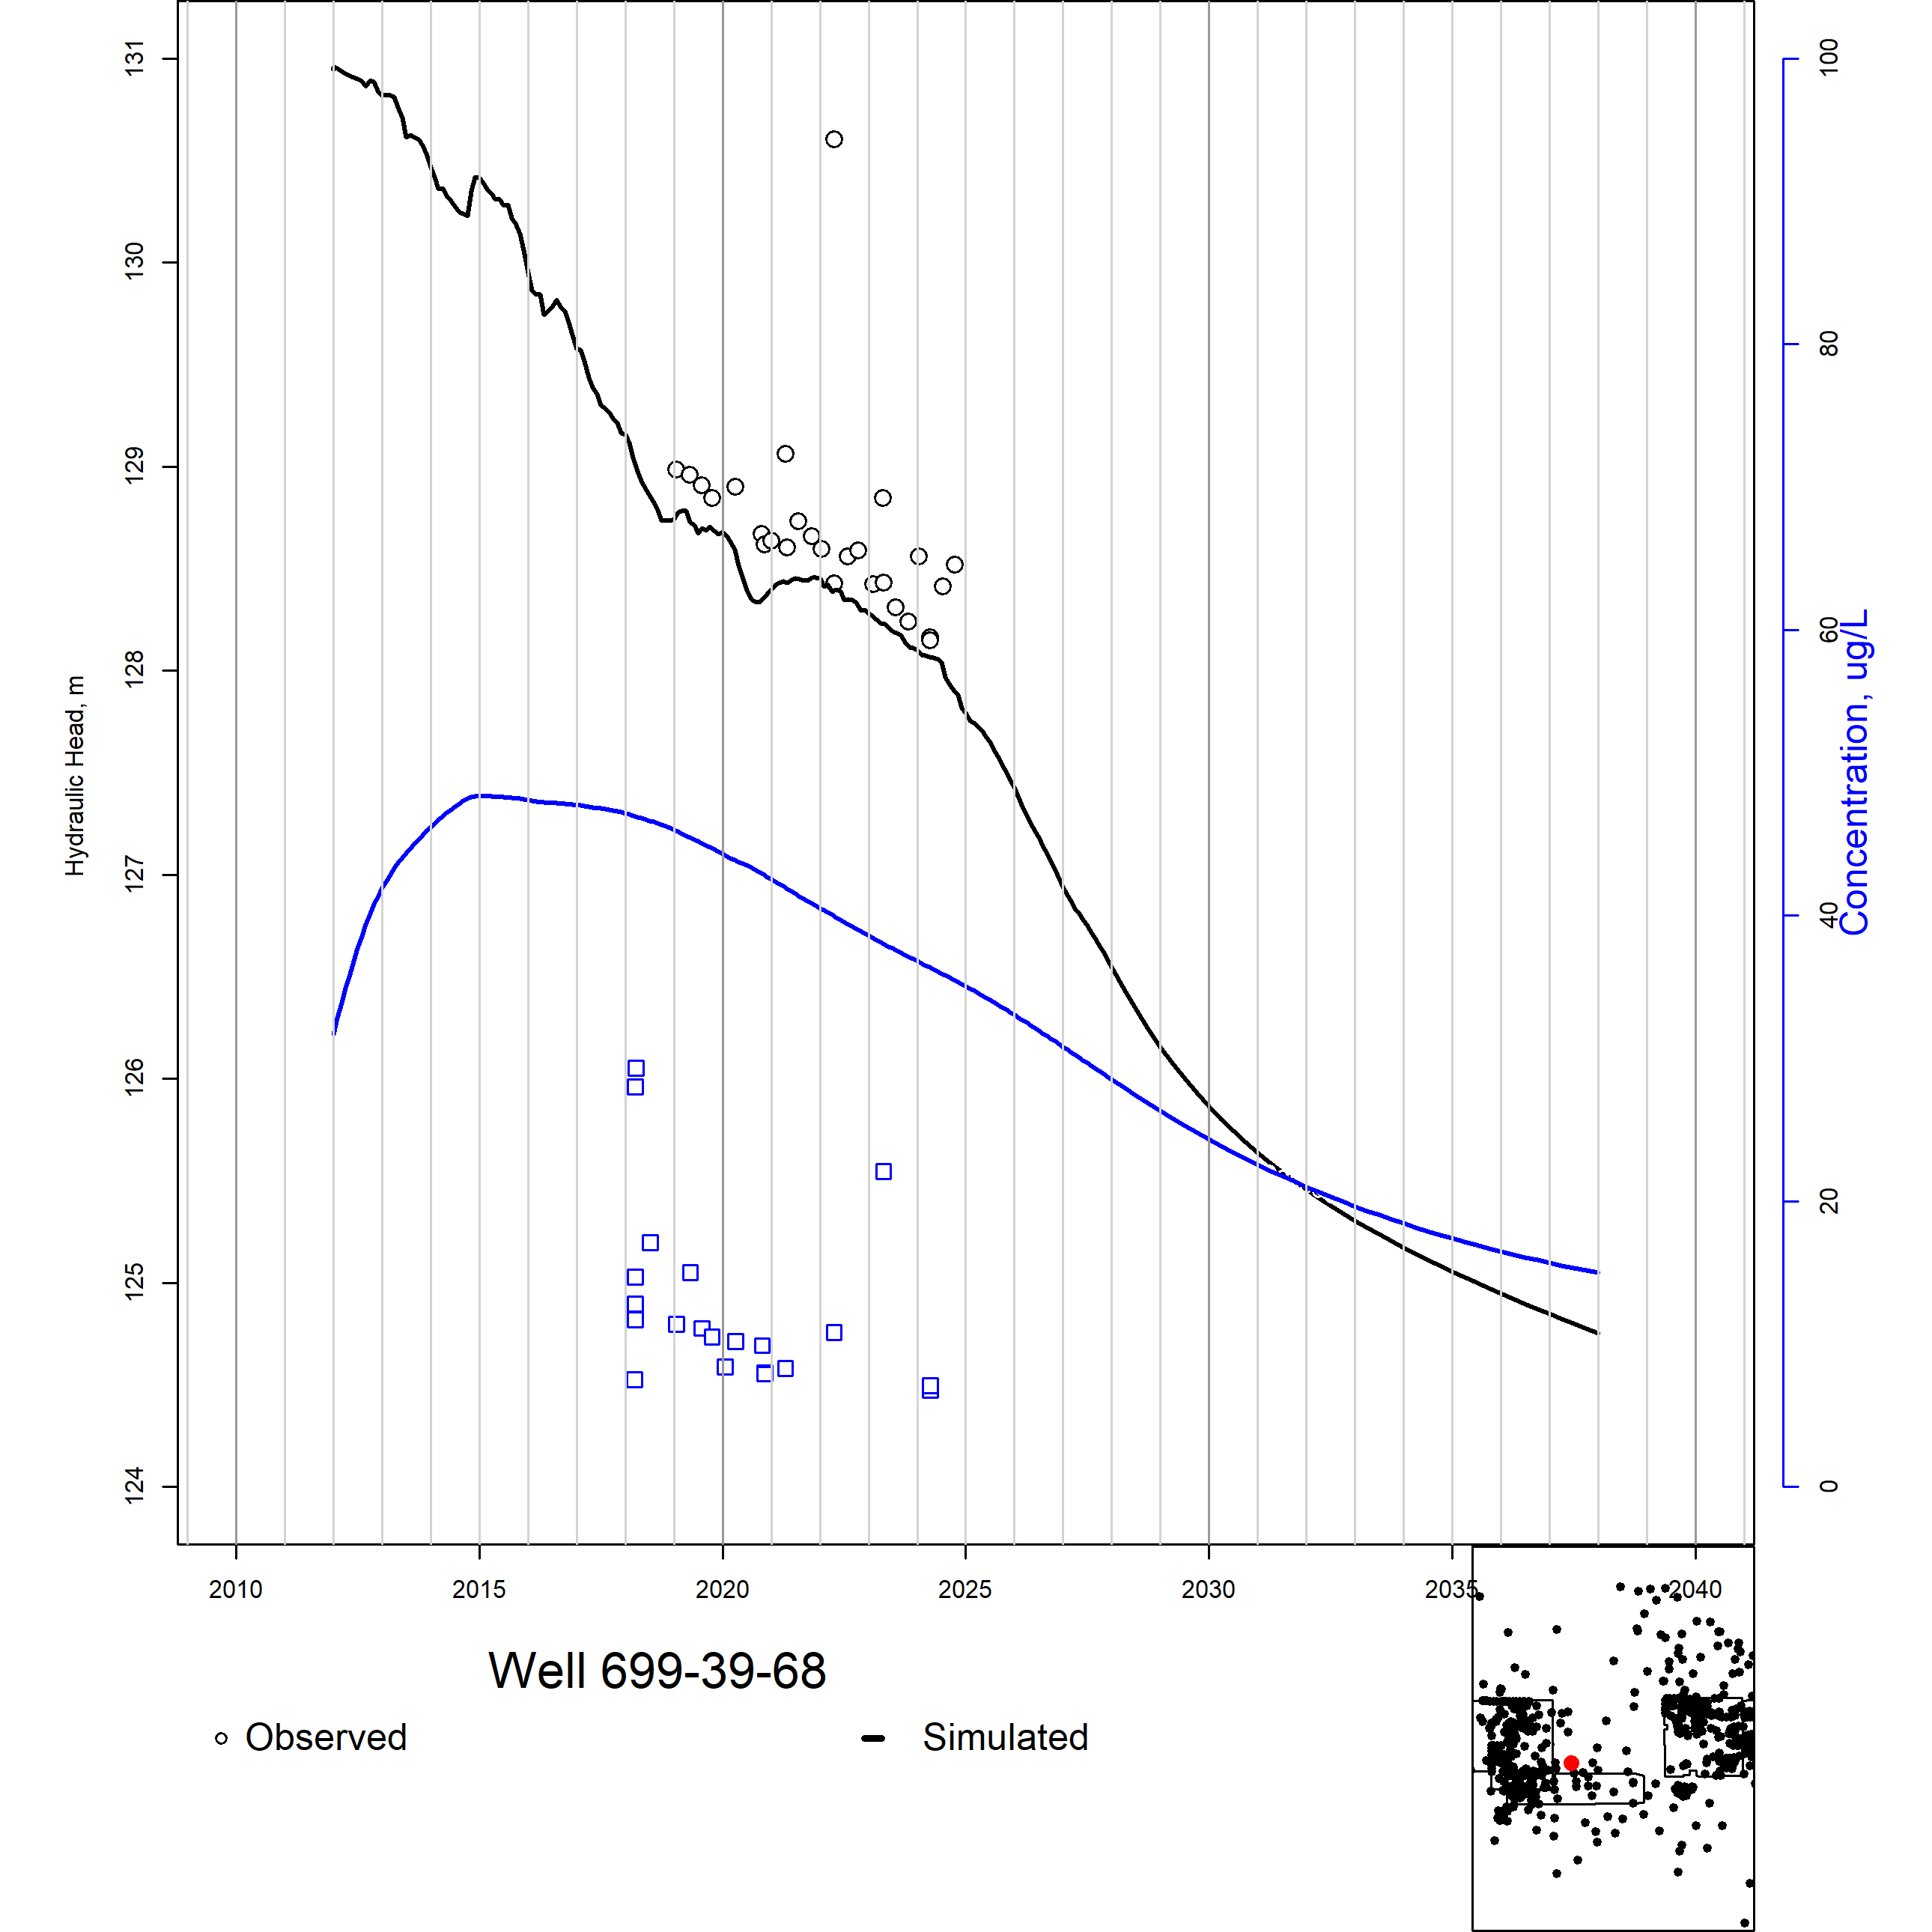 131
130
129
128
127
126
125
124
Hydraulic Head, m
100
80
60
40
20
0
Concentration, ug/L
2010 2015 2020 2025 2030 2035 2040
Well 699-39-68
Observed Simulated